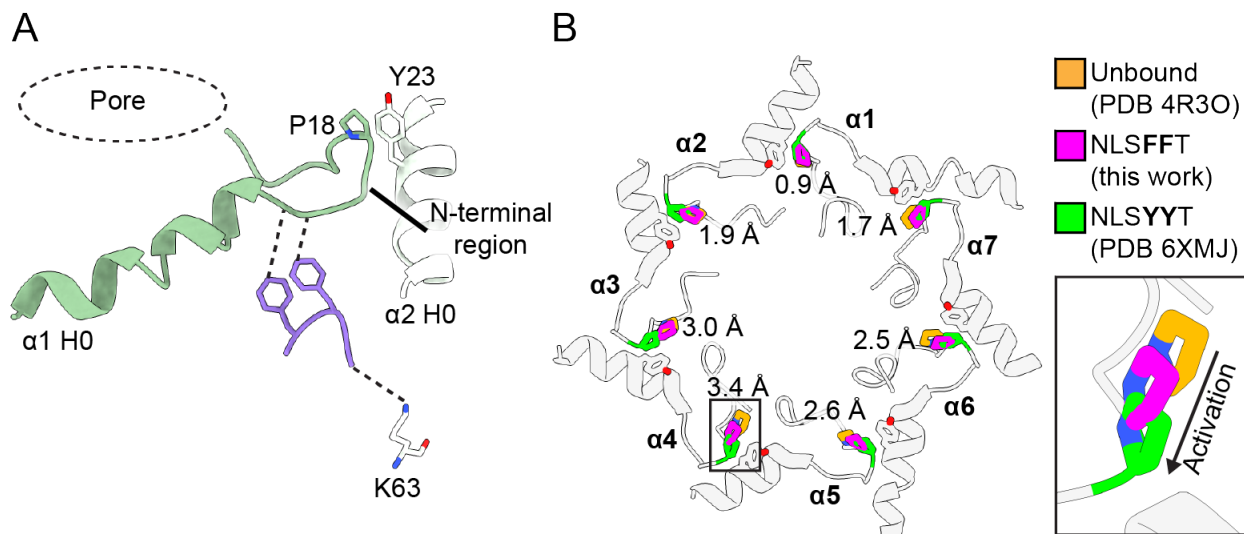 A
Pore
P18
Y23
N-terminal
region
α1 H0
α2 H0
K63
B
α1
α2
0.9 Å
1.7 Å
1.9 Å
α7
α3
3.0 Å
2.5 Å
3.4 Å
2.6 Å
α6
α4
α5
Unbound
(PDB 4R3O)
NLSFFT
(this work)
NLSYYT
(PDB 6XMJ)
Activation